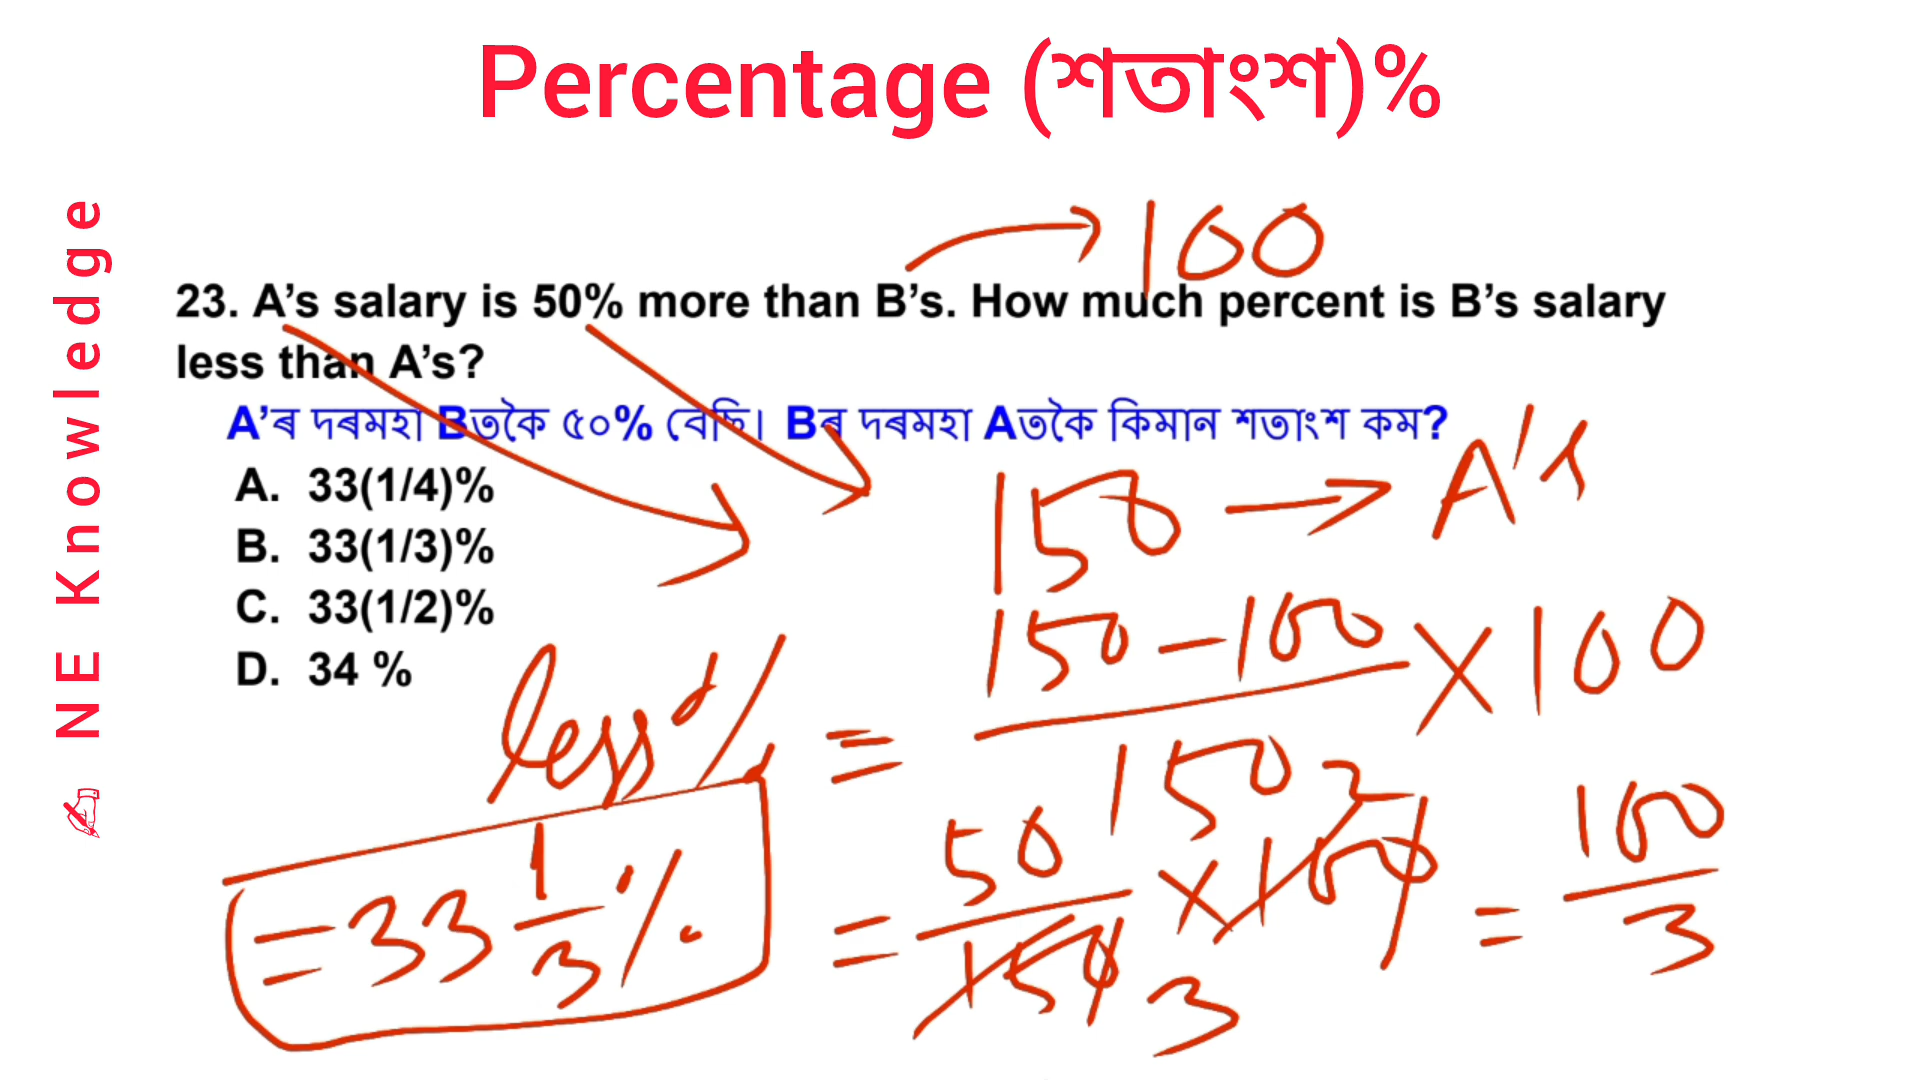 Percentage (শতাংশ)%
NE Knowledge
100
23. A's salary is 50% more than B's. How much percent is B's salary
less than A's?
A'ৰ দৰমহা Bতকৈ ৫০% বেছি। Bৰ দৰমহা Aতকৈ কিমান শতাংশ কম?
A. 33(1/4)%
B. 33(1/3)%
C. 33(1/2)%
D. 34 %
150 → A's
less % = 150 - 100 / 150 × 100
= 50 / 150 × 100 = 100 / 3
3
2
= 33 1/3 %